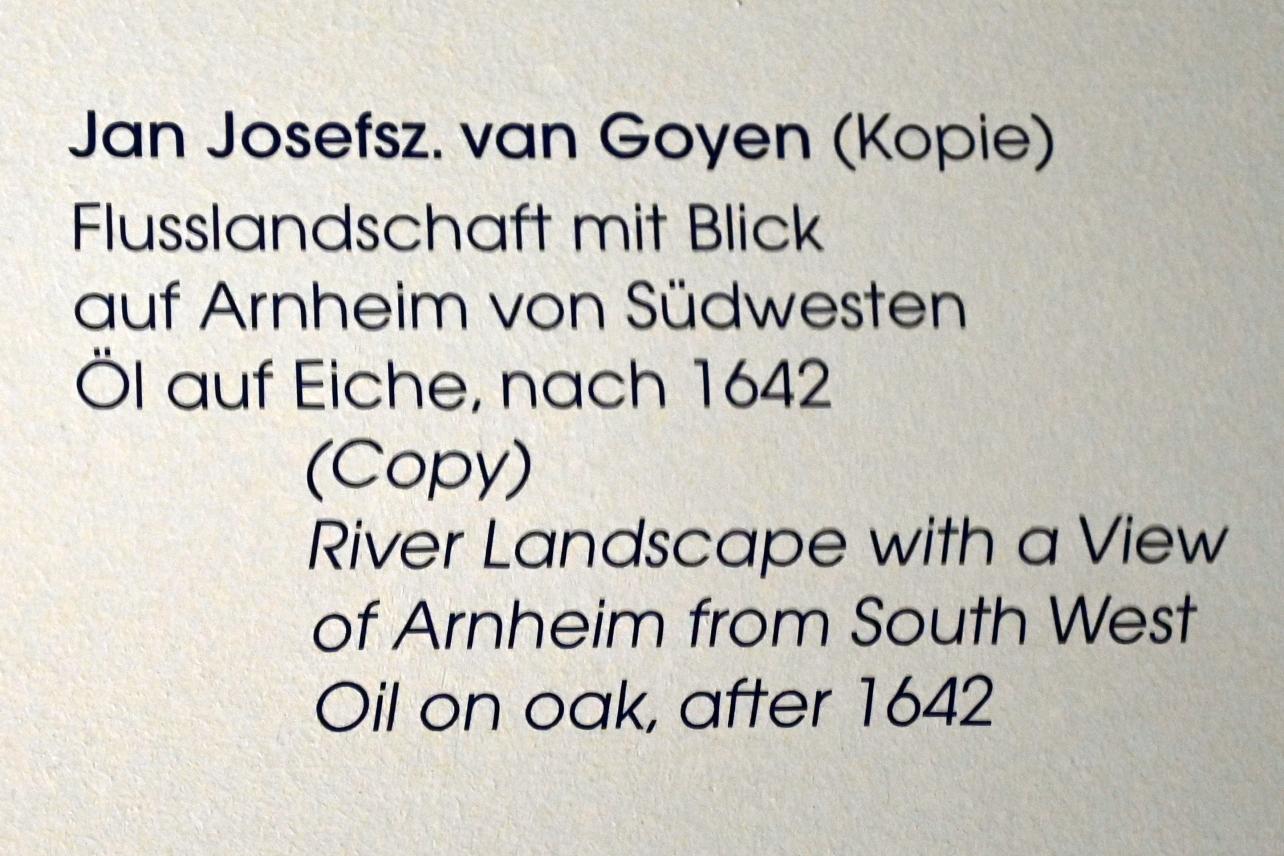 Jan Josefsz. van Goyen (Kopie)
Flusslandschaft mit Blick
auf Arnheim von Südwesten
Öl auf Eiche, nach 1642
(Copy)
River Landscape with a View
of Arnheim from South West
Oil on oak, after 1642